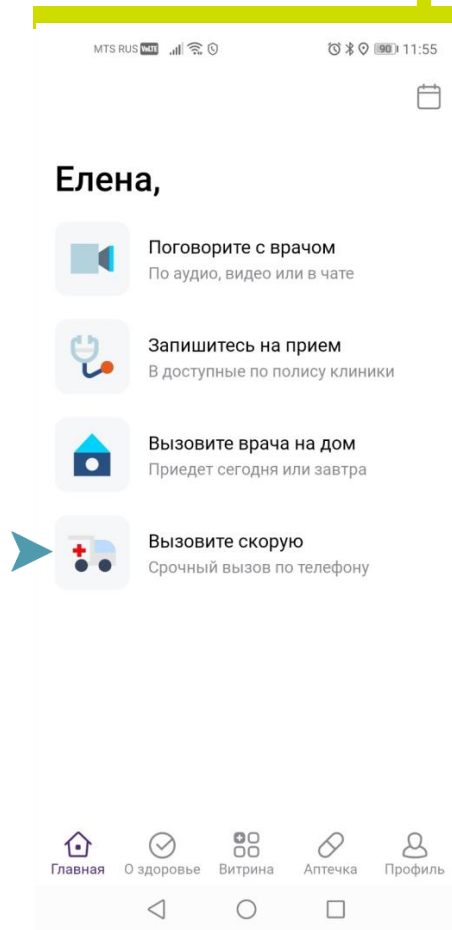 MTS RUS VoLTE 90 11:55
Елена,
Поговорите с врачом
По аудио, видео или в чате
Запишитесь на прием
В доступные по полису клиники
Вызовите врача на дом
Приедет сегодня или завтра
Вызовите скорую
Срочный вызов по телефону
Главная О здоровье Витрина Аптечка Профиль